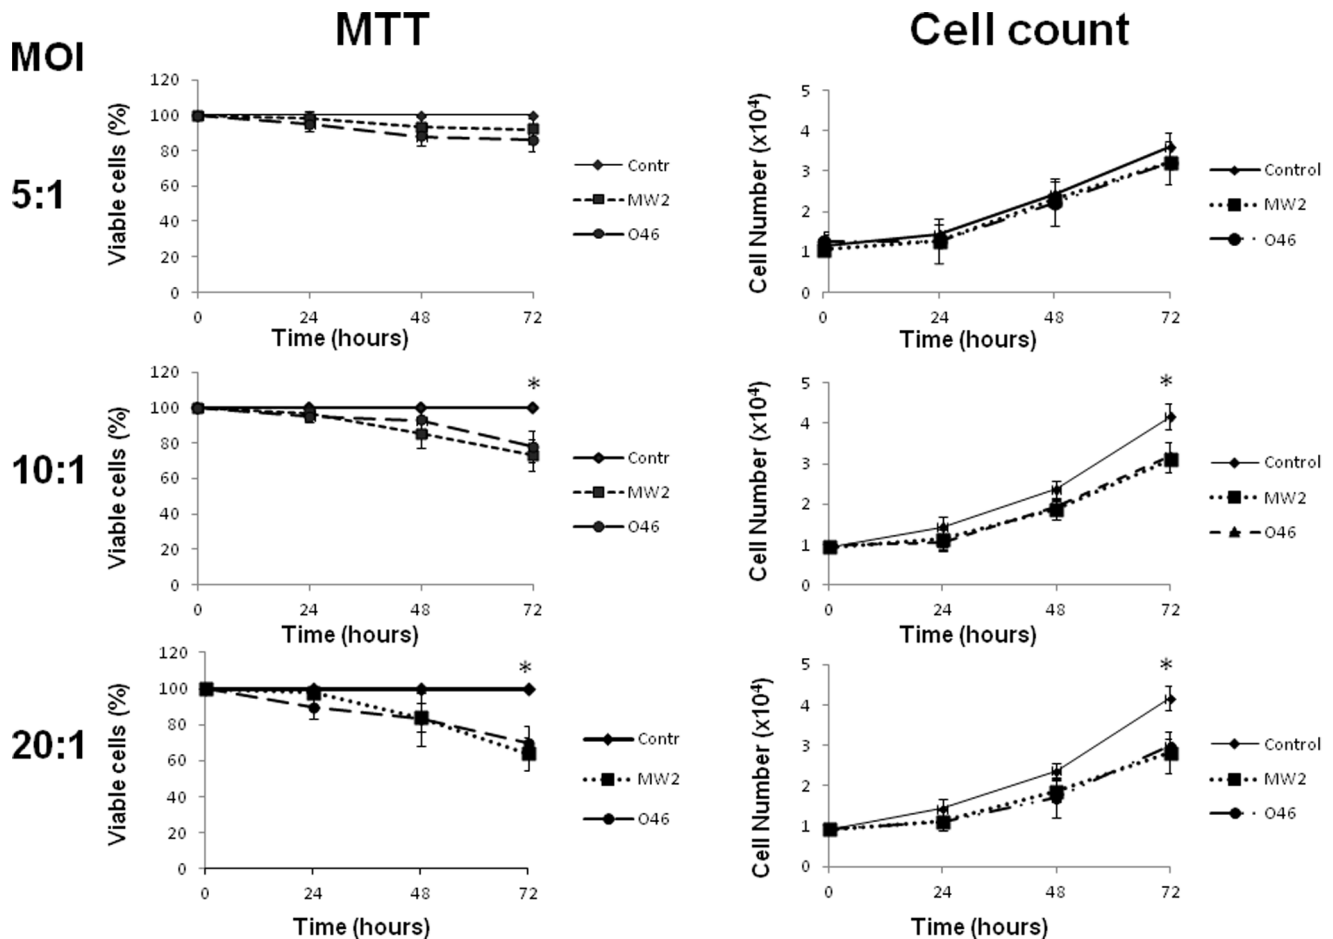 MTT
Cell count
MOI
5:1
Viable cells (%)
120
100
80
60
40
20
0
0 24 48 72
Time (hours)
Contr
MW2
O46
Cell Number (x10⁴)
5
4
3
2
1
0
0 24 48 72
Time (hours)
Control
MW2
O46
10:1
Viable cells (%)
120
100
80
60
40
20
0
0 24 48 72
Time (hours)
*
Contr
MW2
O46
Cell Number (x10⁴)
5
4
3
2
1
0
0 24 48 72
Time (hours)
*
Control
MW2
O46
20:1
Viable cells (%)
120
100
80
60
40
20
0
0 24 48 72
Time (hours)
*
Contr
MW2
O46
Cell Number (x10⁴)
5
4
3
2
1
0
0 24 48 72
Time (hours)
*
Control
MW2
O46